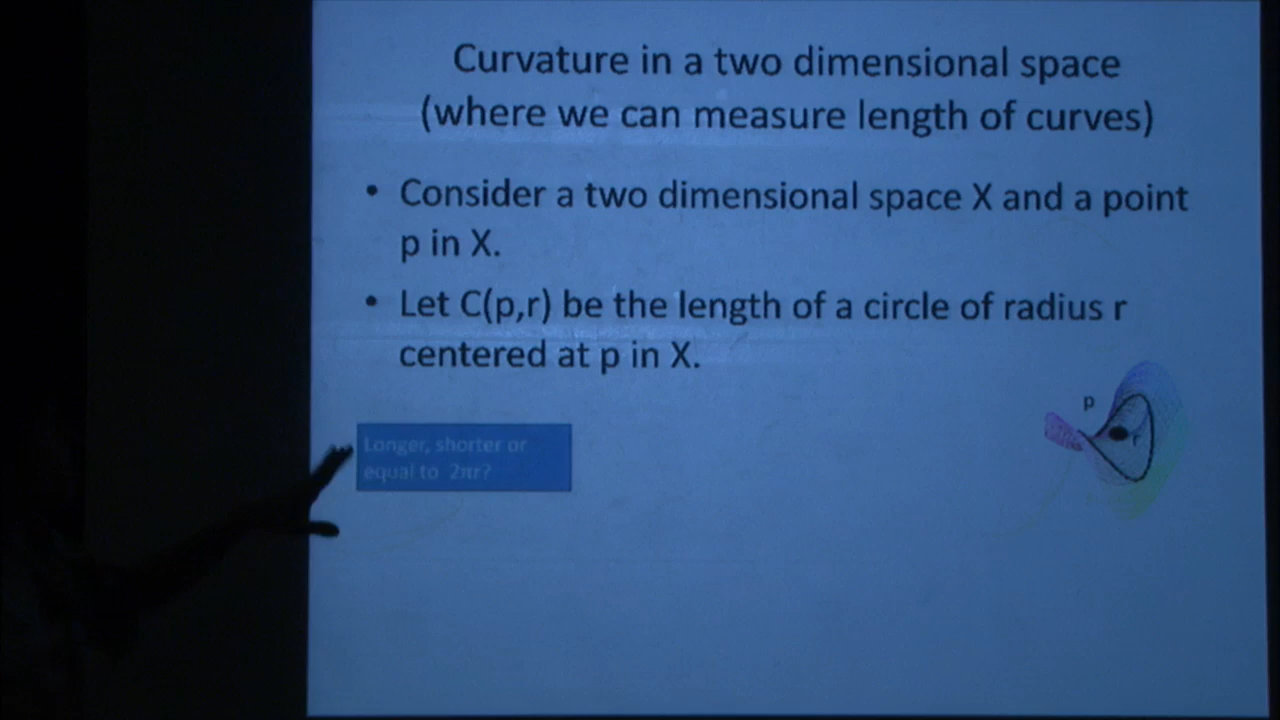 Curvature in a two dimensional space
(where we can measure length of curves)
• Consider a two dimensional space X and a point
p in X.
• Let C(p,r) be the length of a circle of radius r
centered at p in X.
p
r
Longer, shorter or
equal to 2πr?